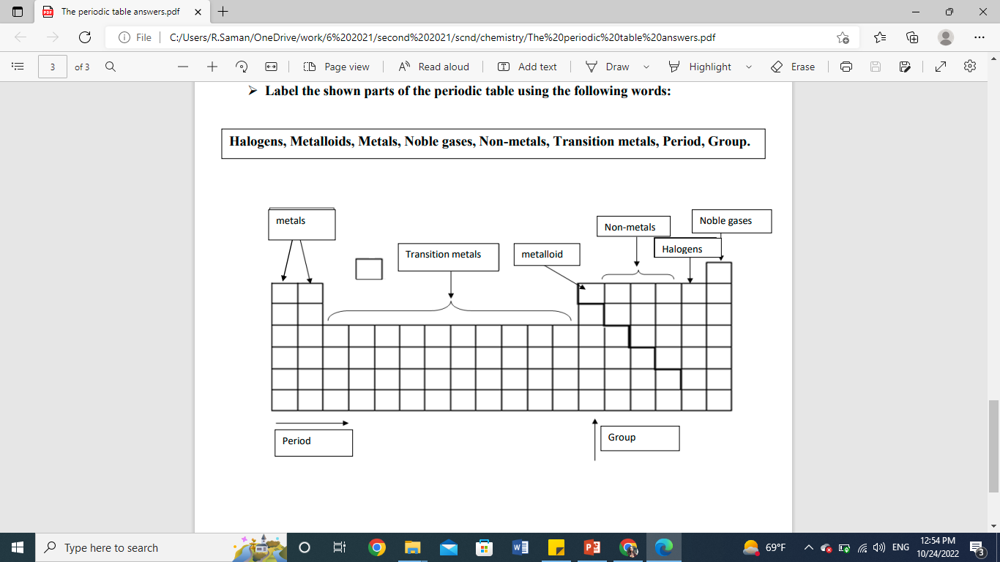 The periodic table answers.pdf
File
C:/Users/R.Saman/OneDrive/work/6%202021/second%202021/scnd/chemistry/The%20periodic%20table%20answers.pdf
3 of 3
Page view
Read aloud
Add text
Draw
Highlight
Erase
Label the shown parts of the periodic table using the following words:
Halogens, Metalloids, Metals, Noble gases, Non-metals, Transition metals, Period, Group.
metals
Noble gases
Non-metals
Halogens
Transition metals
metalloid
Period
Group
Type here to search
69°F
ENG
12:54 PM
10/24/2022
3